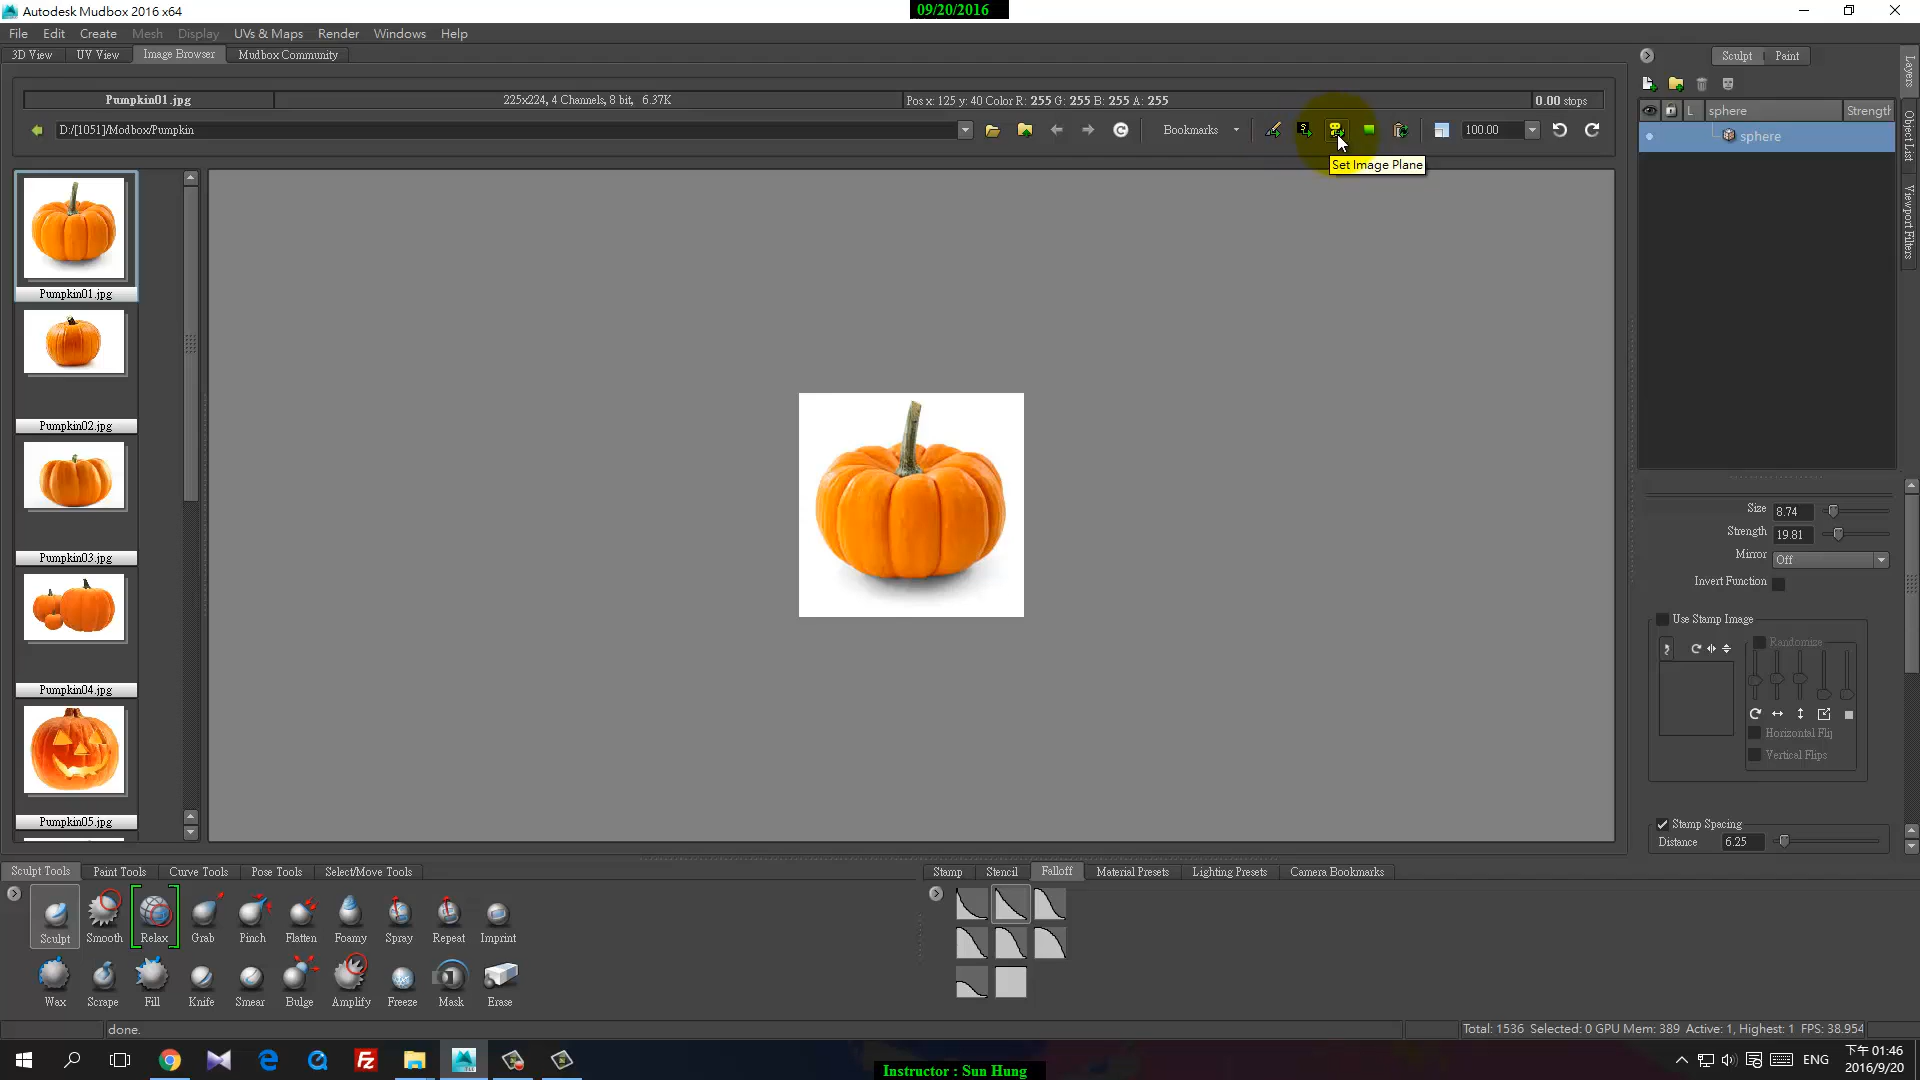 Autodesk Mudbox 2016 x64
09/20/2016
File Edit Create Mesh Display UVs & Maps Render Windows Help
3D View UV View Image Browser Mudbox Community
Sculpt Paint
Layers
Object List
Viewport Filters
Pumpkin01.jpg 225x224, 4 Channels, 8 bit, 6.37K Pos x: 125 y: 40 Color R: 255 G: 255 B: 255 A: 255 0.00 stops
D:/[1051]/Modbox/Pumpkin Bookmarks 100.00
Set Image Plane
L sphere Strength
sphere
Pumpkin01.jpg
Pumpkin02.jpg
Pumpkin03.jpg
Pumpkin04.jpg
Pumpkin05.jpg
Size 8.74
Strength 19.81
Mirror Off
Invert Function
Use Stamp Image
Randomize
Horizontal Flip
Vertical Flips
Stamp Spacing
Distance 6.25
Sculpt Tools Paint Tools Curve Tools Pose Tools Select/Move Tools
Stamp Stencil Falloff Material Presets Lighting Presets Camera Bookmarks
Sculpt Smooth Relax Grab Pinch Flatten Foamy Spray Repeat Imprint
Wax Scrape Fill Knife Smear Bulge Amplify Freeze Mask Erase
done.
Total: 1536 Selected: 0 GPU Mem: 389 Active: 1, Highest: 1 FPS: 38.954
ENG
下午 01:46
2016/9/20
Instructor : Sun Hung